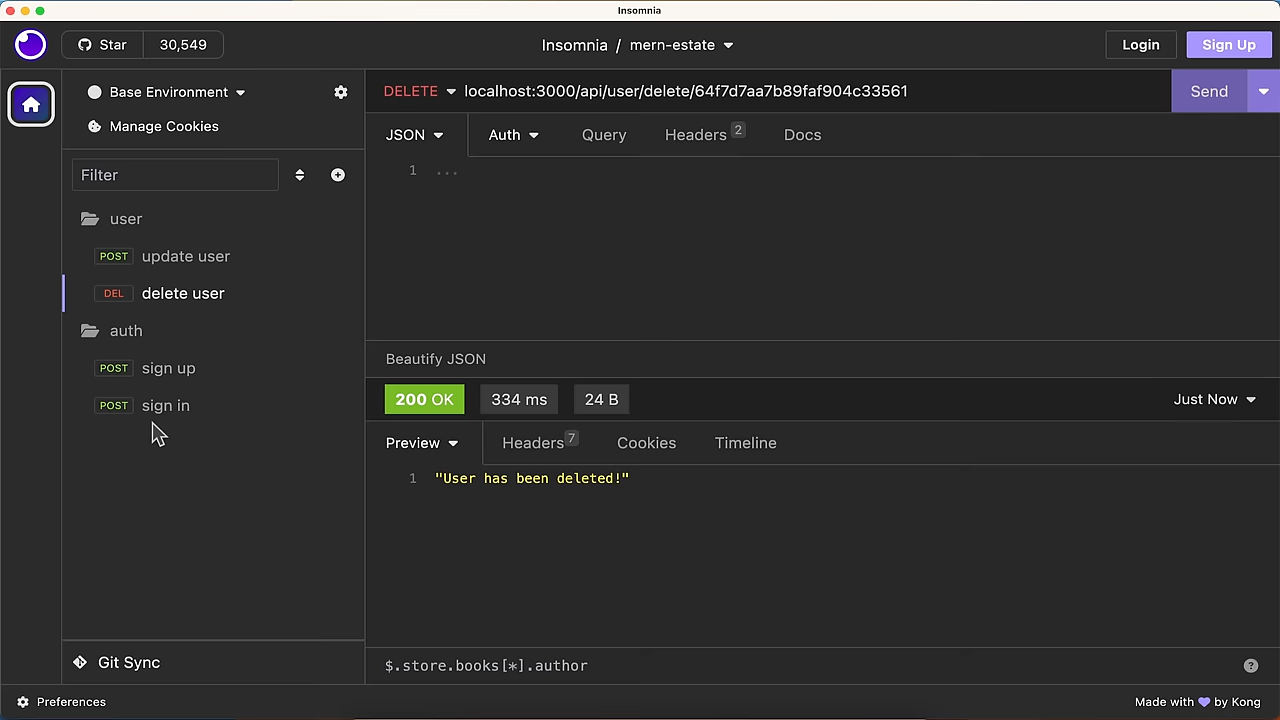 Insomnia
Star 30,549
Insomnia / mern-estate
Login
Sign Up
Base Environment
Manage Cookies
Filter
user
POST update user
DEL delete user
auth
POST sign up
POST sign in
Git Sync
DELETE localhost:3000/api/user/delete/64f7d7aa7b89faf904c33561
Send
JSON Auth Query Headers 2 Docs
1 ...
Beautify JSON
200 OK 334 ms 24 B Just Now
Preview Headers 7 Cookies Timeline
1 "User has been deleted!"
$.store.books[*].author ?
Preferences
Made with 💜 by Kong